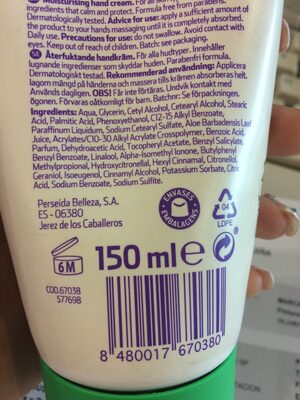 Moisturising hand cream. For all skin types.
ingredients that calm and protect. Formula free from parabens.
Dermatologically tested. Advice for use: apply a sufficient amount of
the product to your hands massaging until it is completely absorbed.
Daily use. Precautions for use: do not swallow. Avoid contact with
eyes. Keep out of reach of children. Batch: see packaging.
SE Återfuktande handkräm. För alla hudtyper. Innehåller
lugnande ingredienser som skyddar huden. Parabenfri formula.
Dermatologiskt testad. Rekommenderad användning: Applicera
lagom mängd på händerna och massera tills krämen absorberas helt.
Daglig användning. OBS! Får inte förtäras. Undvik kontakt med
ögonen. Förvaras oåtkomligt för barn. Batchnr: Se förpackningen.
Ingredientes: Aqua, Glycerin, Cetyl Alcohol, Cetearyl Alcohol, Stearic
Acid, Palmitic Acid, Phenoxyethanol, C12-15 Alkyl Benzoate,
Paraffinum Liquidum, Sodium Cetearyl Sulfate, Aloe Barbadensis Leaf
Juice, Acrylates/C10-30 Alkyl Acrylate Crosspolymer, Benzoic Acid,
Parfum, Dehydroacetic Acid, Tocopheryl Acetate, Benzyl Salicylate,
Benzyl Benzoate, Linalool, Alpha-Isomethyl Ionone, Butylphenyl
Methylpropional, Hydroxycitronellal, Hexyl Cinnamal, Citronellol,
Geraniol, Isoeugenol, Cinnamyl Alcohol, Potassium Sorbate, Citric
Acid, Sodium Benzoate, Sodium Sulfite.
Perseida Belleza, S.A.
ES - 06380
Jerez de los Caballeros
ENVASES
EMBALAGENS
04
LDPE
6M
150 ml e
COD.67038
S77698
8 480017 670380